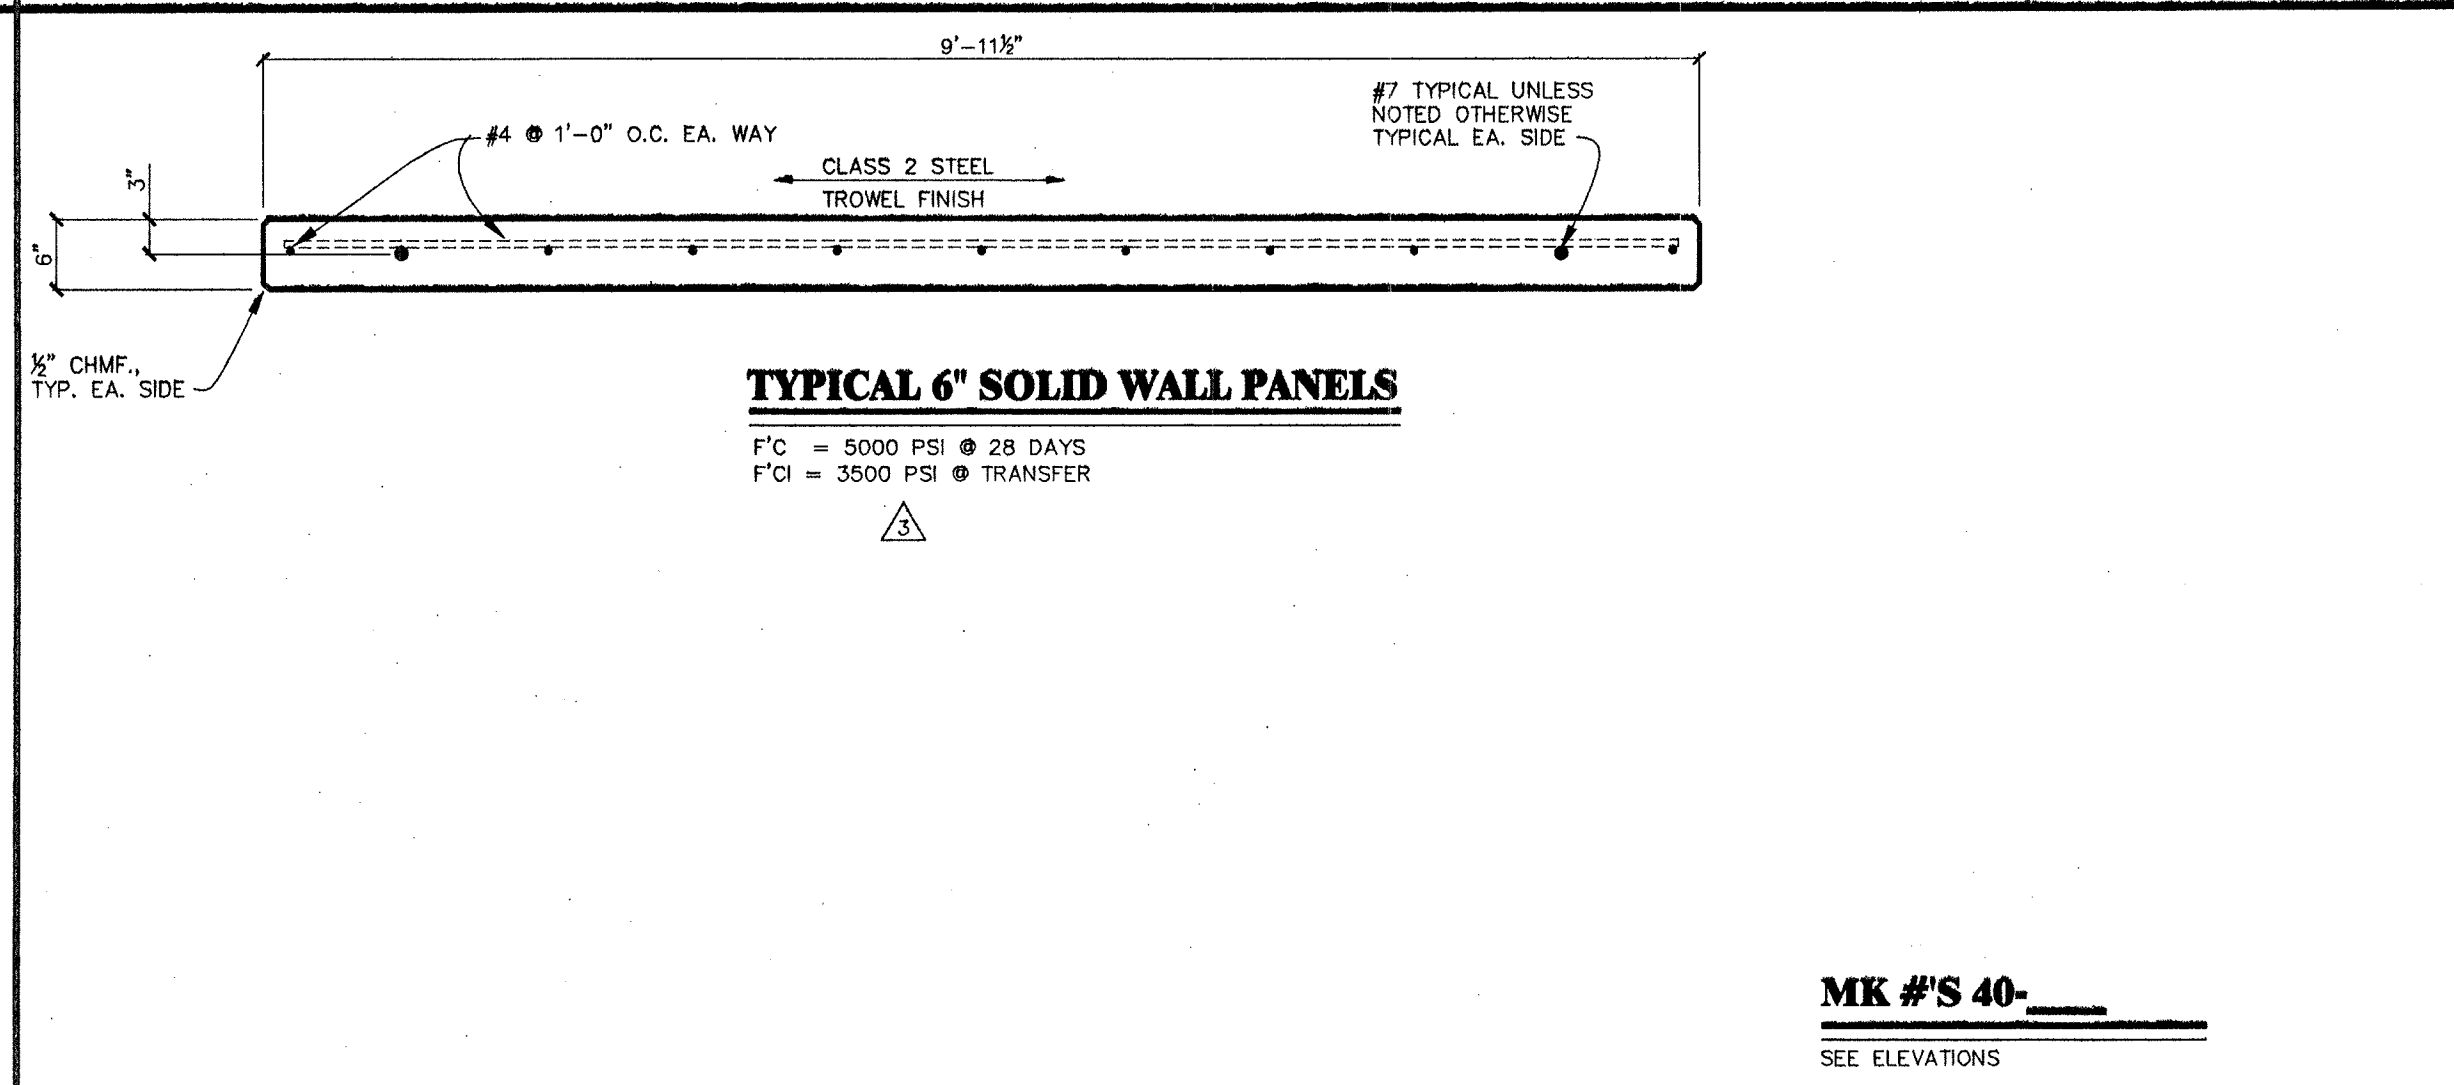 9'-11½"
#7 TYPICAL UNLESS
NOTED OTHERWISE
TYPICAL EA. SIDE
#4 @ 1'-0" O.C. EA. WAY
CLASS 2 STEEL
TROWEL FINISH
3"
6"
½" CHMF.,
TYP. EA. SIDE
TYPICAL 6" SOLID WALL PANELS
F'C = 5000 PSI @ 28 DAYS
F'CI = 3500 PSI @ TRANSFER
3
MK #'S 40-____
SEE ELEVATIONS